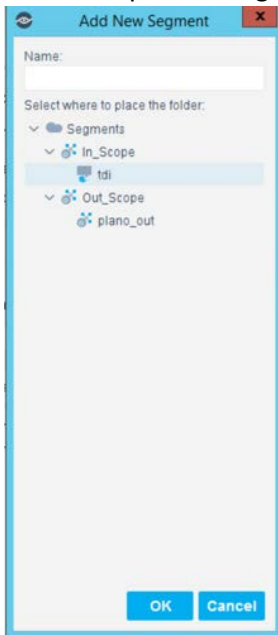 Add New Segment
Name:
Select where to place the folder:
Segments
In_Scope
tdi
Out_Scope
plano_out
OK Cancel